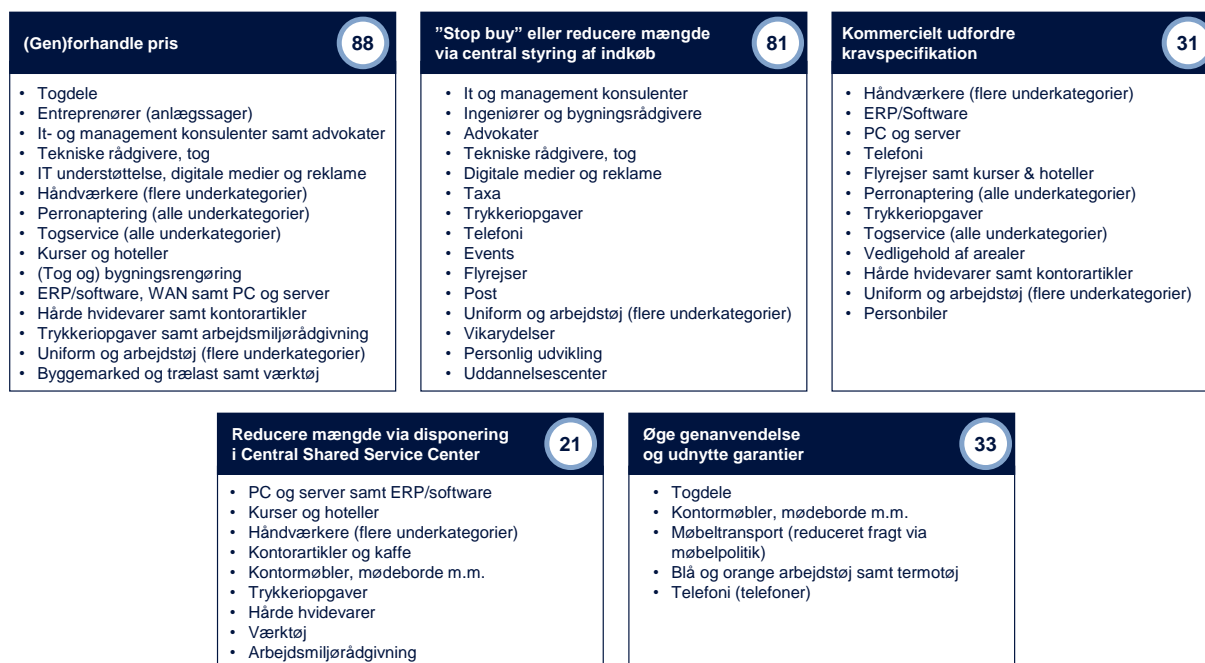 (Gen)forhandle pris
88
• Togdele
• Entreprenører (anlægssager)
• It- og management konsulenter samt advokater
• Tekniske rådgivere, tog
• IT understøttelse, digitale medier og reklame
• Håndværkere (flere underkategorier)
• Perronaptering (alle underkategorier)
• Togservice (alle underkategorier)
• Kurser og hoteller
• (Tog og) bygningsrengøring
• ERP/software, WAN samt PC og server
• Hårde hvidevarer samt kontorartikler
• Trykkeriopgaver samt arbejdsmiljørådgivning
• Uniform og arbejdstøj (flere underkategorier)
• Byggemarked og trælast samt værktøj
”Stop buy” eller reducere mængde
via central styring af indkøb
81
• It og management konsulenter
• Ingeniører og bygningsrådgivere
• Advokater
• Tekniske rådgivere, tog
• Digitale medier og reklame
• Taxa
• Trykkeriopgaver
• Telefoni
• Events
• Flyrejser
• Post
• Uniform og arbejdstøj (flere underkategorier)
• Vikarydelser
• Personlig udvikling
• Uddannelsescenter
Kommercielt udfordre
kravspecifikation
31
• Håndværkere (flere underkategorier)
• ERP/Software
• PC og server
• Telefoni
• Flyrejser samt kurser & hoteller
• Perronaptering (alle underkategorier)
• Trykkeriopgaver
• Togservice (alle underkategorier)
• Vedligehold af arealer
• Hårde hvidevarer samt kontorartikler
• Uniform og arbejdstøj (flere underkategorier)
• Personbiler
Reducere mængde via disponering
i Central Shared Service Center
21
• PC og server samt ERP/software
• Kurser og hoteller
• Håndværkere (flere underkategorier)
• Kontorartikler og kaffe
• Kontormøbler, mødeborde m.m.
• Trykkeriopgaver
• Hårde hvidevarer
• Værktøj
• Arbejdsmiljørådgivning
Øge genanvendelse
og udnytte garantier
33
• Togdele
• Kontormøbler, mødeborde m.m.
• Møbeltransport (reduceret fragt via
møbelpolitik)
• Blå og orange arbejdstøj samt termotøj
• Telefoni (telefoner)